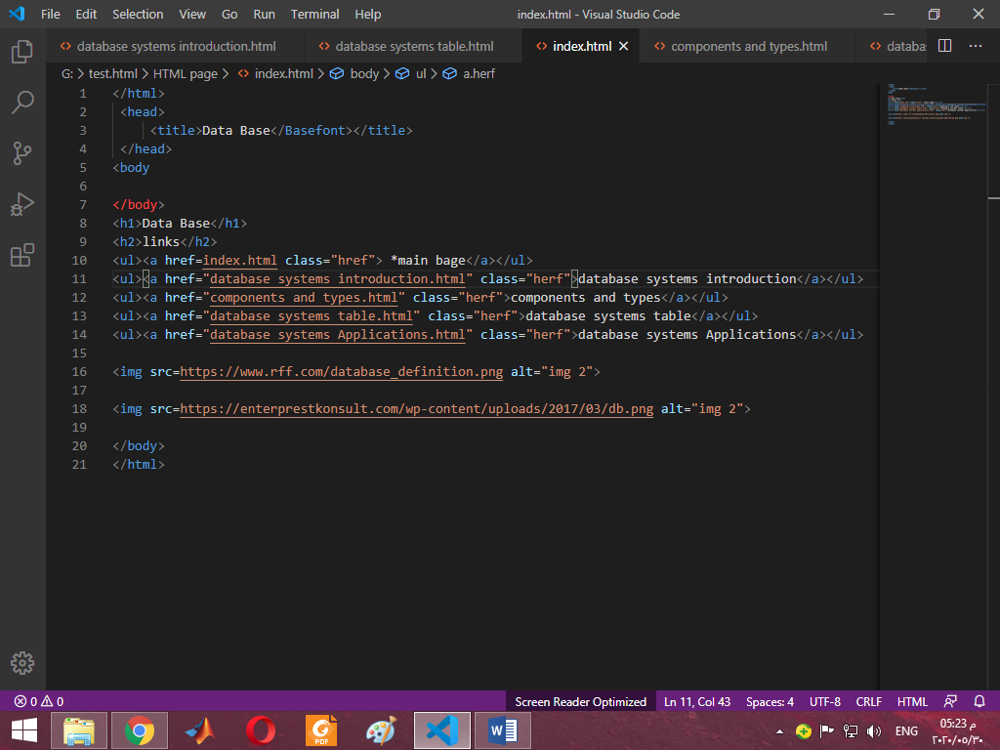 File Edit Selection View Go Run Terminal Help index.html - Visual Studio Code
database systems introduction.html database systems table.html index.html components and types.html databa
G: > test.html > HTML page > index.html > body > ul > a.herf
1 </html>
2 <head>
3 <title>Data Base</Basefont></title>
4 </head>
5 <body
6
7 </body>
8 <h1>Data Base</h1>
9 <h2>links</h2>
10 <ul><a href=index.html class="href"> *main bage</a></ul>
11 <ul><a href="database systems introduction.html" class="herf">database systems introduction</a></ul>
12 <ul><a href="components and types.html" class="herf">components and types</a></ul>
13 <ul><a href="database systems table.html" class="herf">database systems table</a></ul>
14 <ul><a href="database systems Applications.html" class="herf">database systems Applications</a></ul>
15
16 <img src=https://www.rff.com/database_definition.png alt="img 2">
17
18 <img src=https://enterprestkonsult.com/wp-content/uploads/2017/03/db.png alt="img 2">
19
20 </body>
21 </html>
0 0 Screen Reader Optimized Ln 11, Col 43 Spaces: 4 UTF-8 CRLF HTML
PDF W ENG 05:23 م
٢٠٢٠/٠٥/٣٠